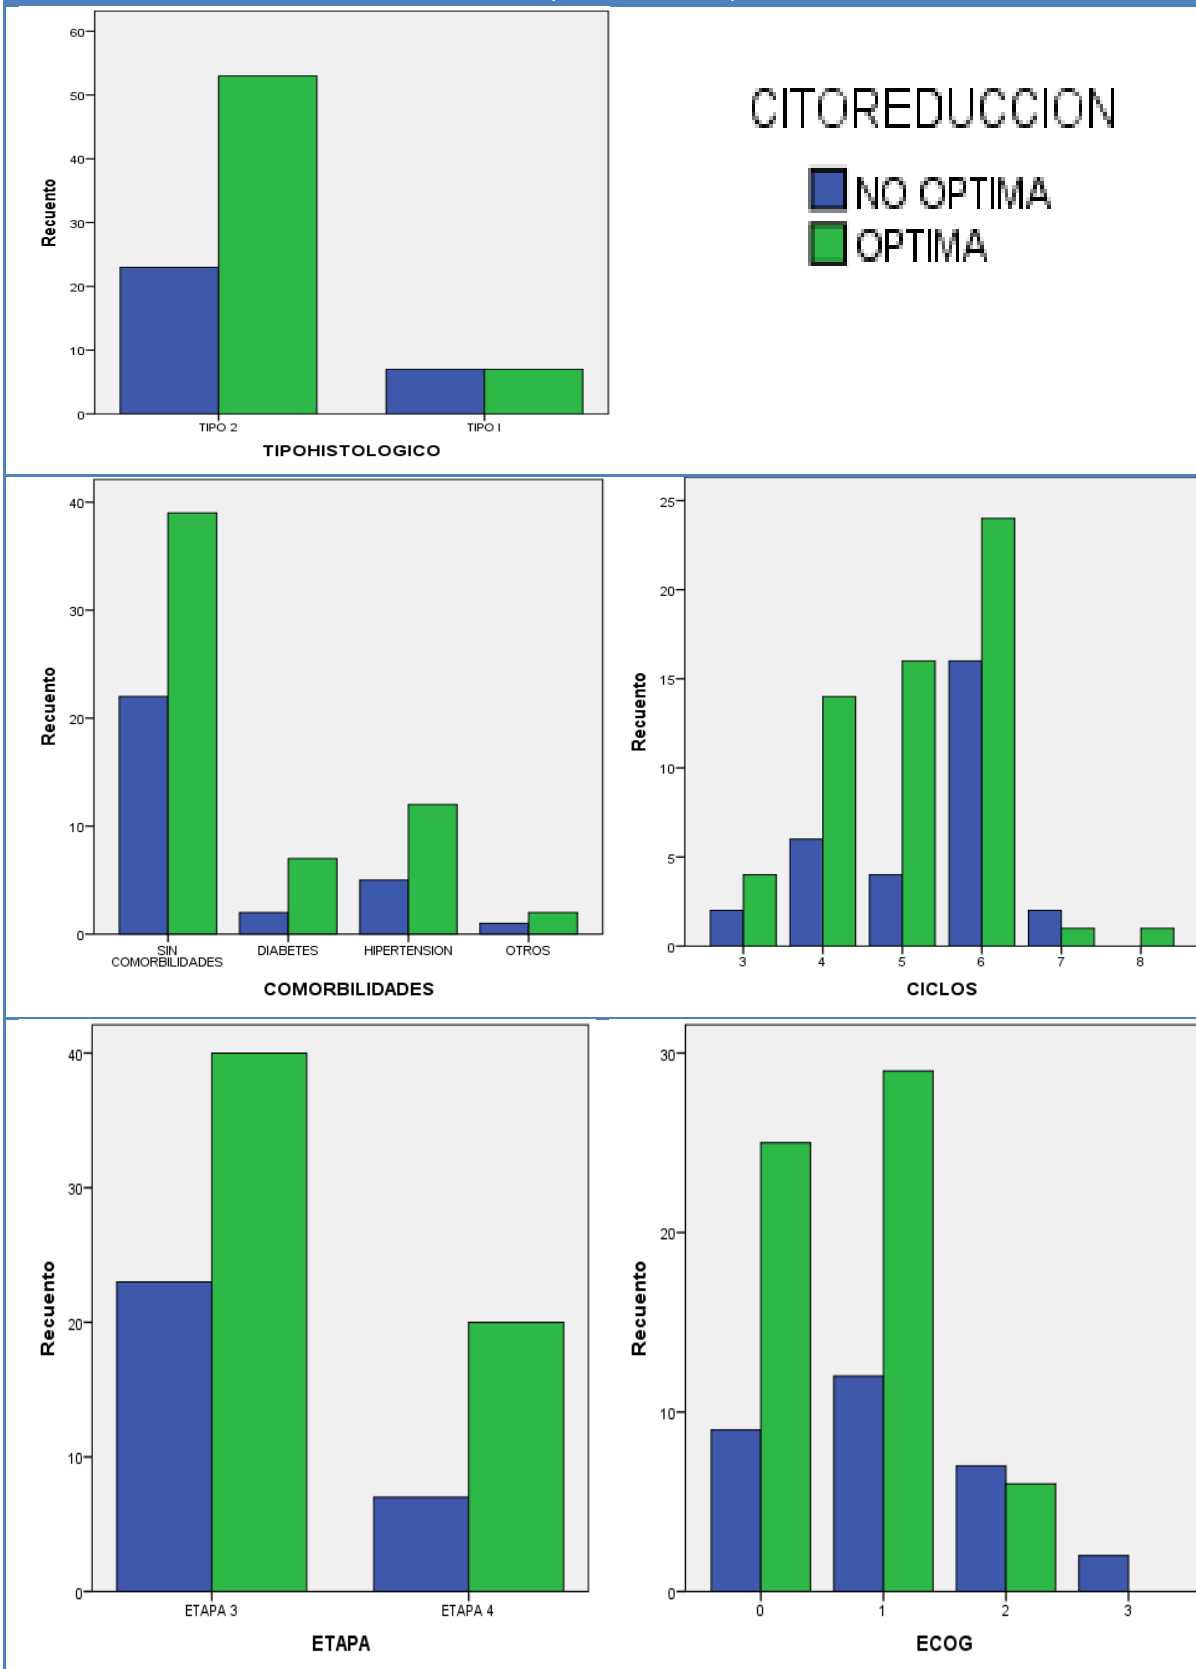 60
50
40
30
20
10
0
Recuento
TIPO 2
TIPO I
TIPOHISTOLOGICO
CITOREDUCCION
NO OPTIMA
OPTIMA
40
30
20
10
0
Recuento
SIN COMORBILIDADES
DIABETES
HIPERTENSION
OTROS
COMORBILIDADES
25
20
15
10
5
0
Recuento
3
4
5
6
7
8
CICLOS
40
30
20
10
0
Recuento
ETAPA 3
ETAPA 4
ETAPA
30
20
10
0
Recuento
0
1
2
3
ECOG